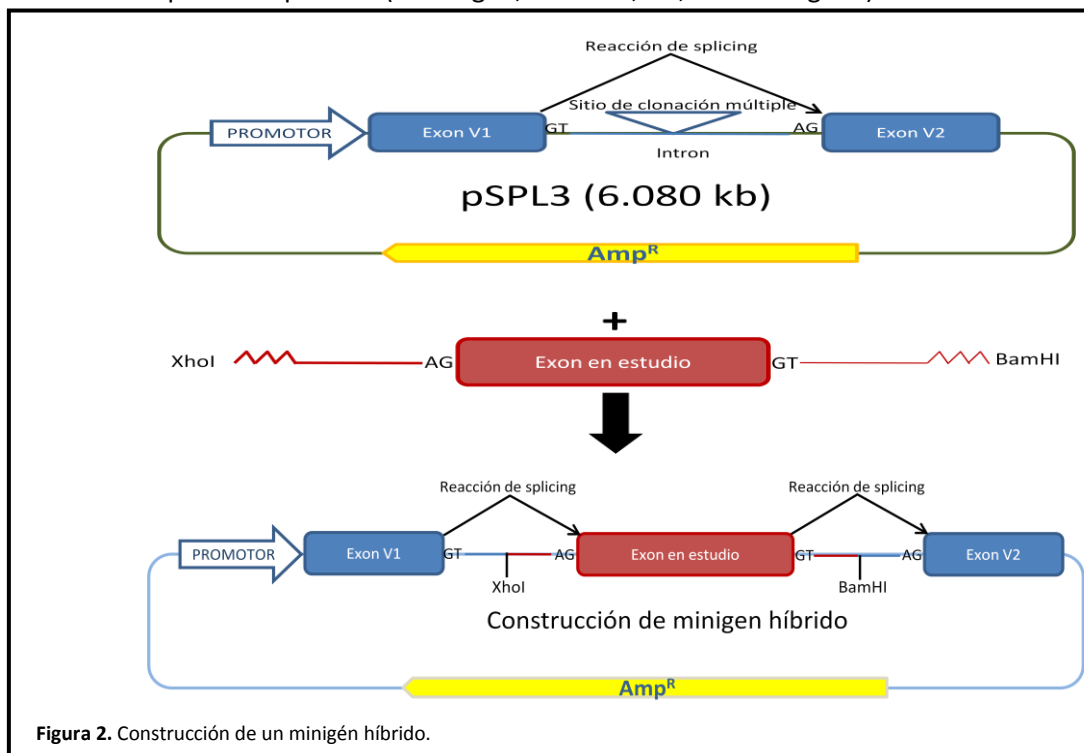 Reacción de splicing
Sitio de clonación múltiple
PROMOTOR Exon V1 GT AG Exon V2
Intron
pSPL3 (6.080 kb)
Amp^R
+
XhoI AG Exon en estudio GT BamHI
Reacción de splicing Reacción de splicing
PROMOTOR Exon V1 GT AG Exon en estudio GT AG Exon V2
XhoI BamHI
Construcción de minigen híbrido
Amp^R
Figura 2. Construcción de un minigén híbrido.